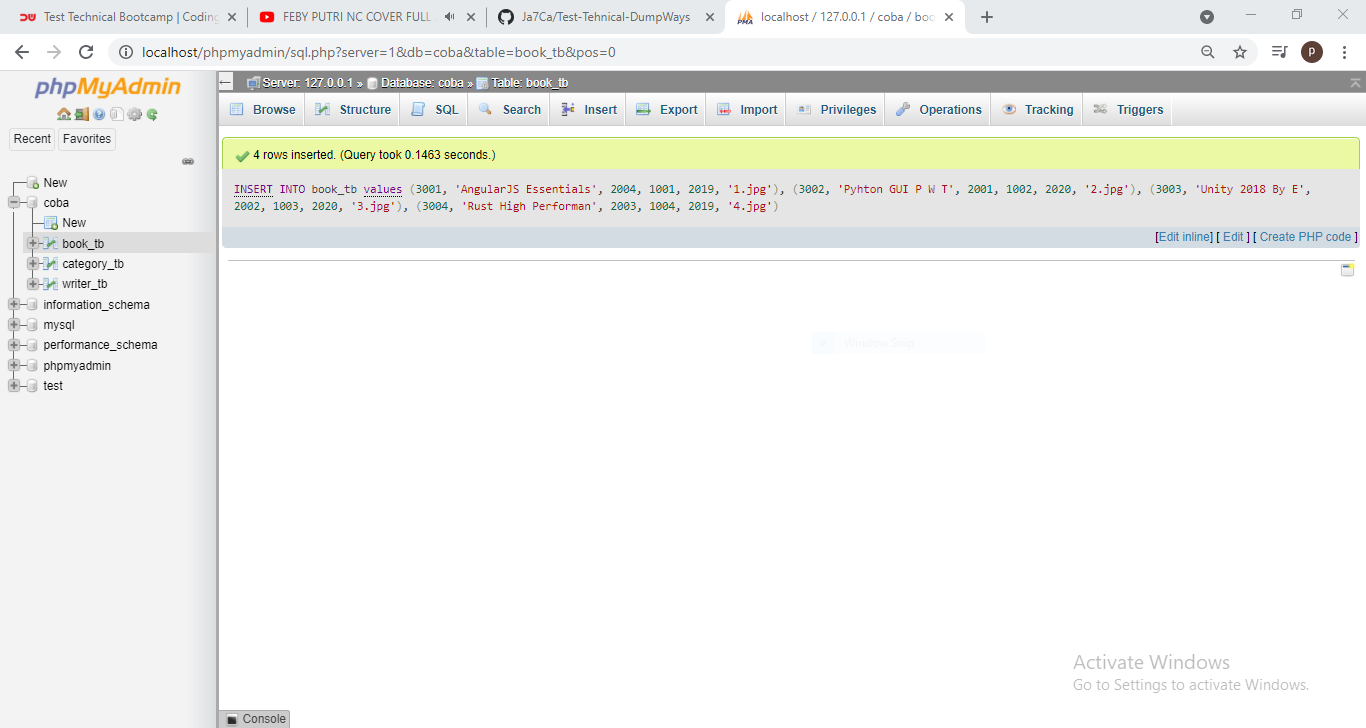 Test Technical Bootcamp | Coding
FEBY PUTRI NC COVER FULL
Ja7Ca/Test-Tehnical-DumpWays
localhost / 127.0.0.1 / coba / boo
localhost/phpmyadmin/sql.php?server=1&db=coba&table=book_tb&pos=0
P
phpMyAdmin
Recent
Favorites
New
coba
New
book_tb
category_tb
writer_tb
information_schema
mysql
performance_schema
phpmyadmin
test
Server: 127.0.0.1 » Database: coba » Table: book_tb
Browse Structure SQL Search Insert Export Import Privileges Operations Tracking Triggers
4 rows inserted. (Query took 0.1463 seconds.)
INSERT INTO book_tb values (3001, 'AngularJS Essentials', 2004, 1001, 2019, '1.jpg'), (3002, 'Pyhton GUI P W T', 2001, 1002, 2020, '2.jpg'), (3003, 'Unity 2018 By E',
2002, 1003, 2020, '3.jpg'), (3004, 'Rust High Performan', 2003, 1004, 2019, '4.jpg')
[Edit inline] [ Edit ] [ Create PHP code ]
Window Snip
Activate Windows
Go to Settings to activate Windows.
Console